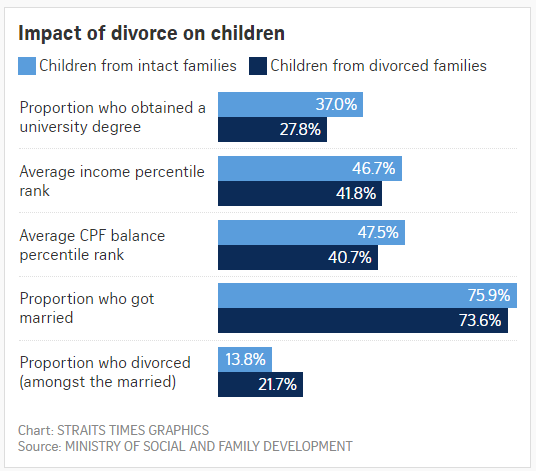 Impact of divorce on children
Children from intact families Children from divorced families
Proportion who obtained a
university degree
37.0%
27.8%
Average income percentile
rank
46.7%
41.8%
Average CPF balance
percentile rank
47.5%
40.7%
Proportion who got
married
75.9%
73.6%
Proportion who divorced
(amongst the married)
13.8%
21.7%
Chart: STRAITS TIMES GRAPHICS
Source: MINISTRY OF SOCIAL AND FAMILY DEVELOPMENT